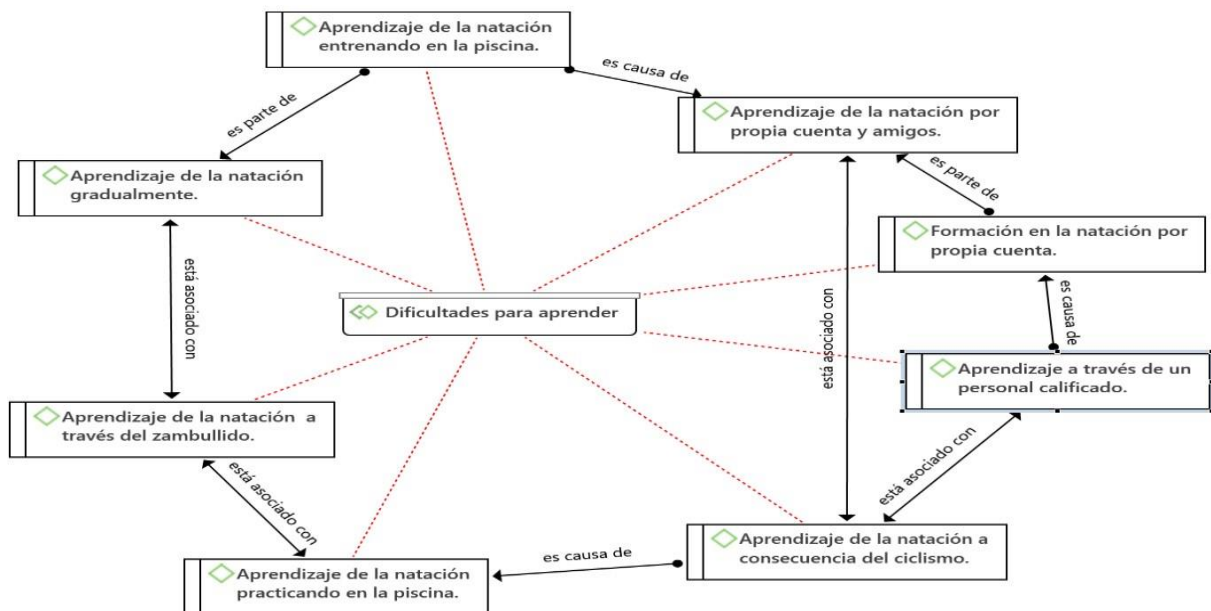 Aprendizaje de la natación
entrenando en la piscina.
es causa de
Aprendizaje de la natación por
propia cuenta y amigos.
es parte de
Aprendizaje de la natación
gradualmente.
es parte de
Formación en la natación por
propia cuenta.
está asociado con
Dificultades para aprender
está asociado con
es causa de
Aprendizaje a través de un
personal calificado.
Aprendizaje de la natación a
través del zambullido.
está asociado con
está asociado con
Aprendizaje de la natación a
consecuencia del ciclismo.
es causa de
Aprendizaje de la natación
practicando en la piscina.